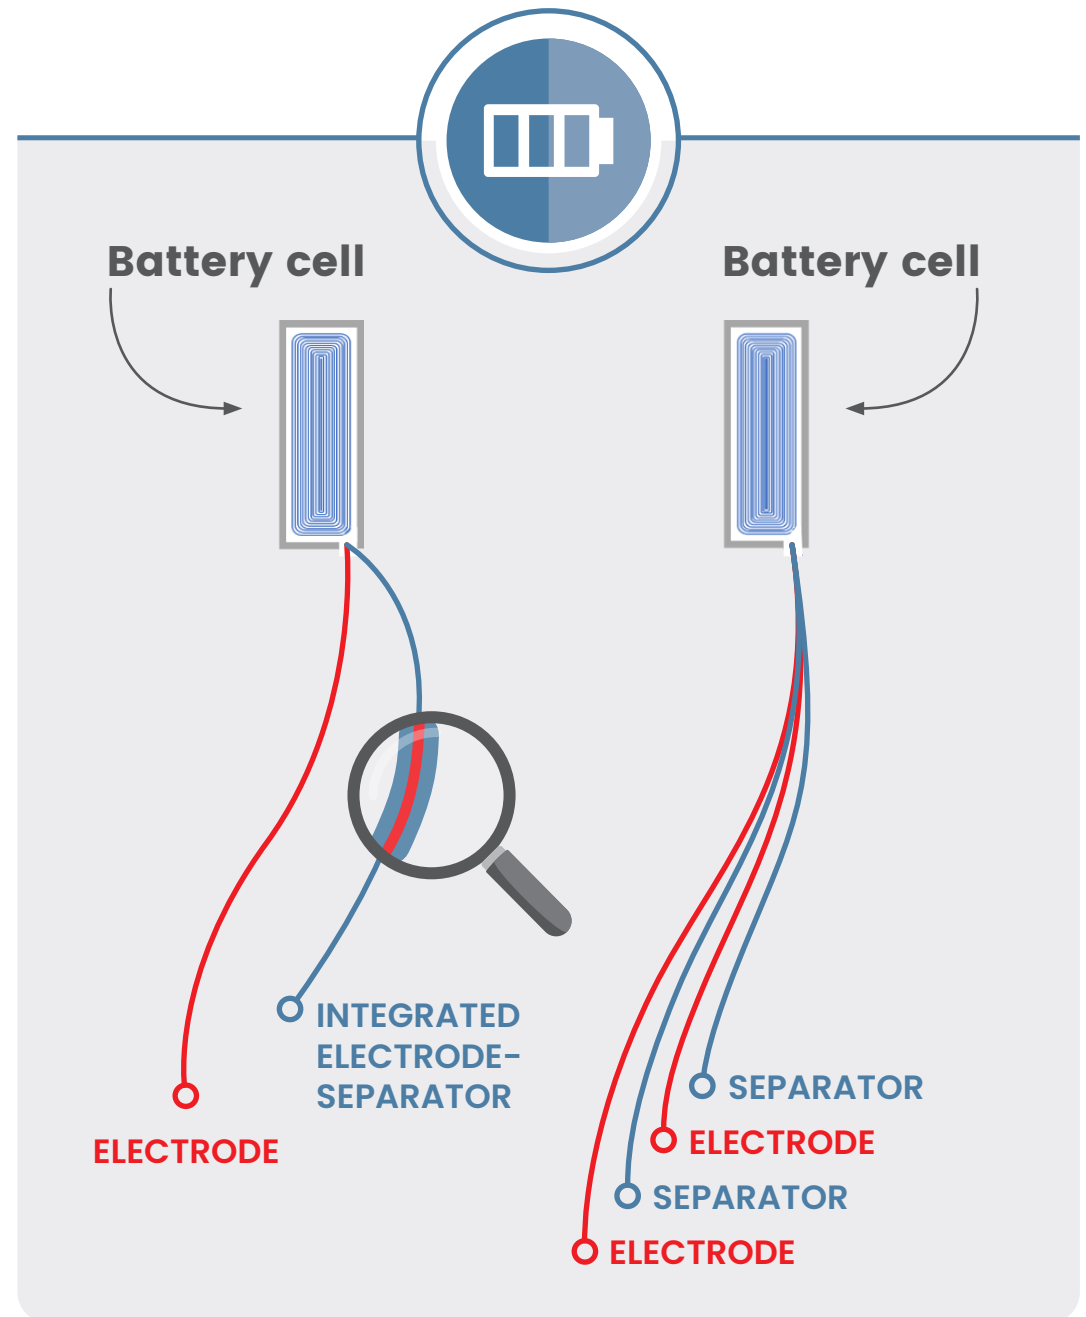 Battery cell
Battery cell
INTEGRATED
ELECTRODE-
SEPARATOR
ELECTRODE
SEPARATOR
ELECTRODE
SEPARATOR
ELECTRODE